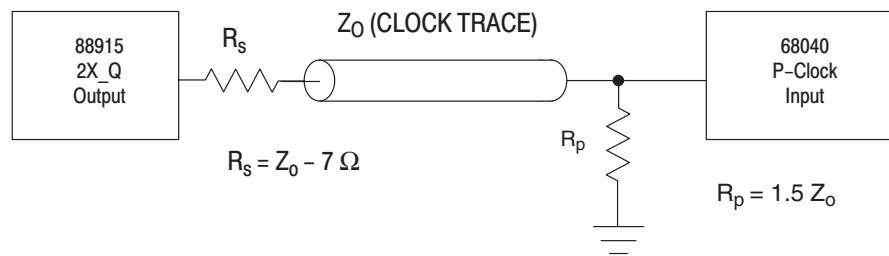 88915
2X_Q
Output
Rs
ZO (CLOCK TRACE)
68040
P–Clock
Input
Rp
Rs = Zo – 7 Ω
Rp = 1.5 Zo